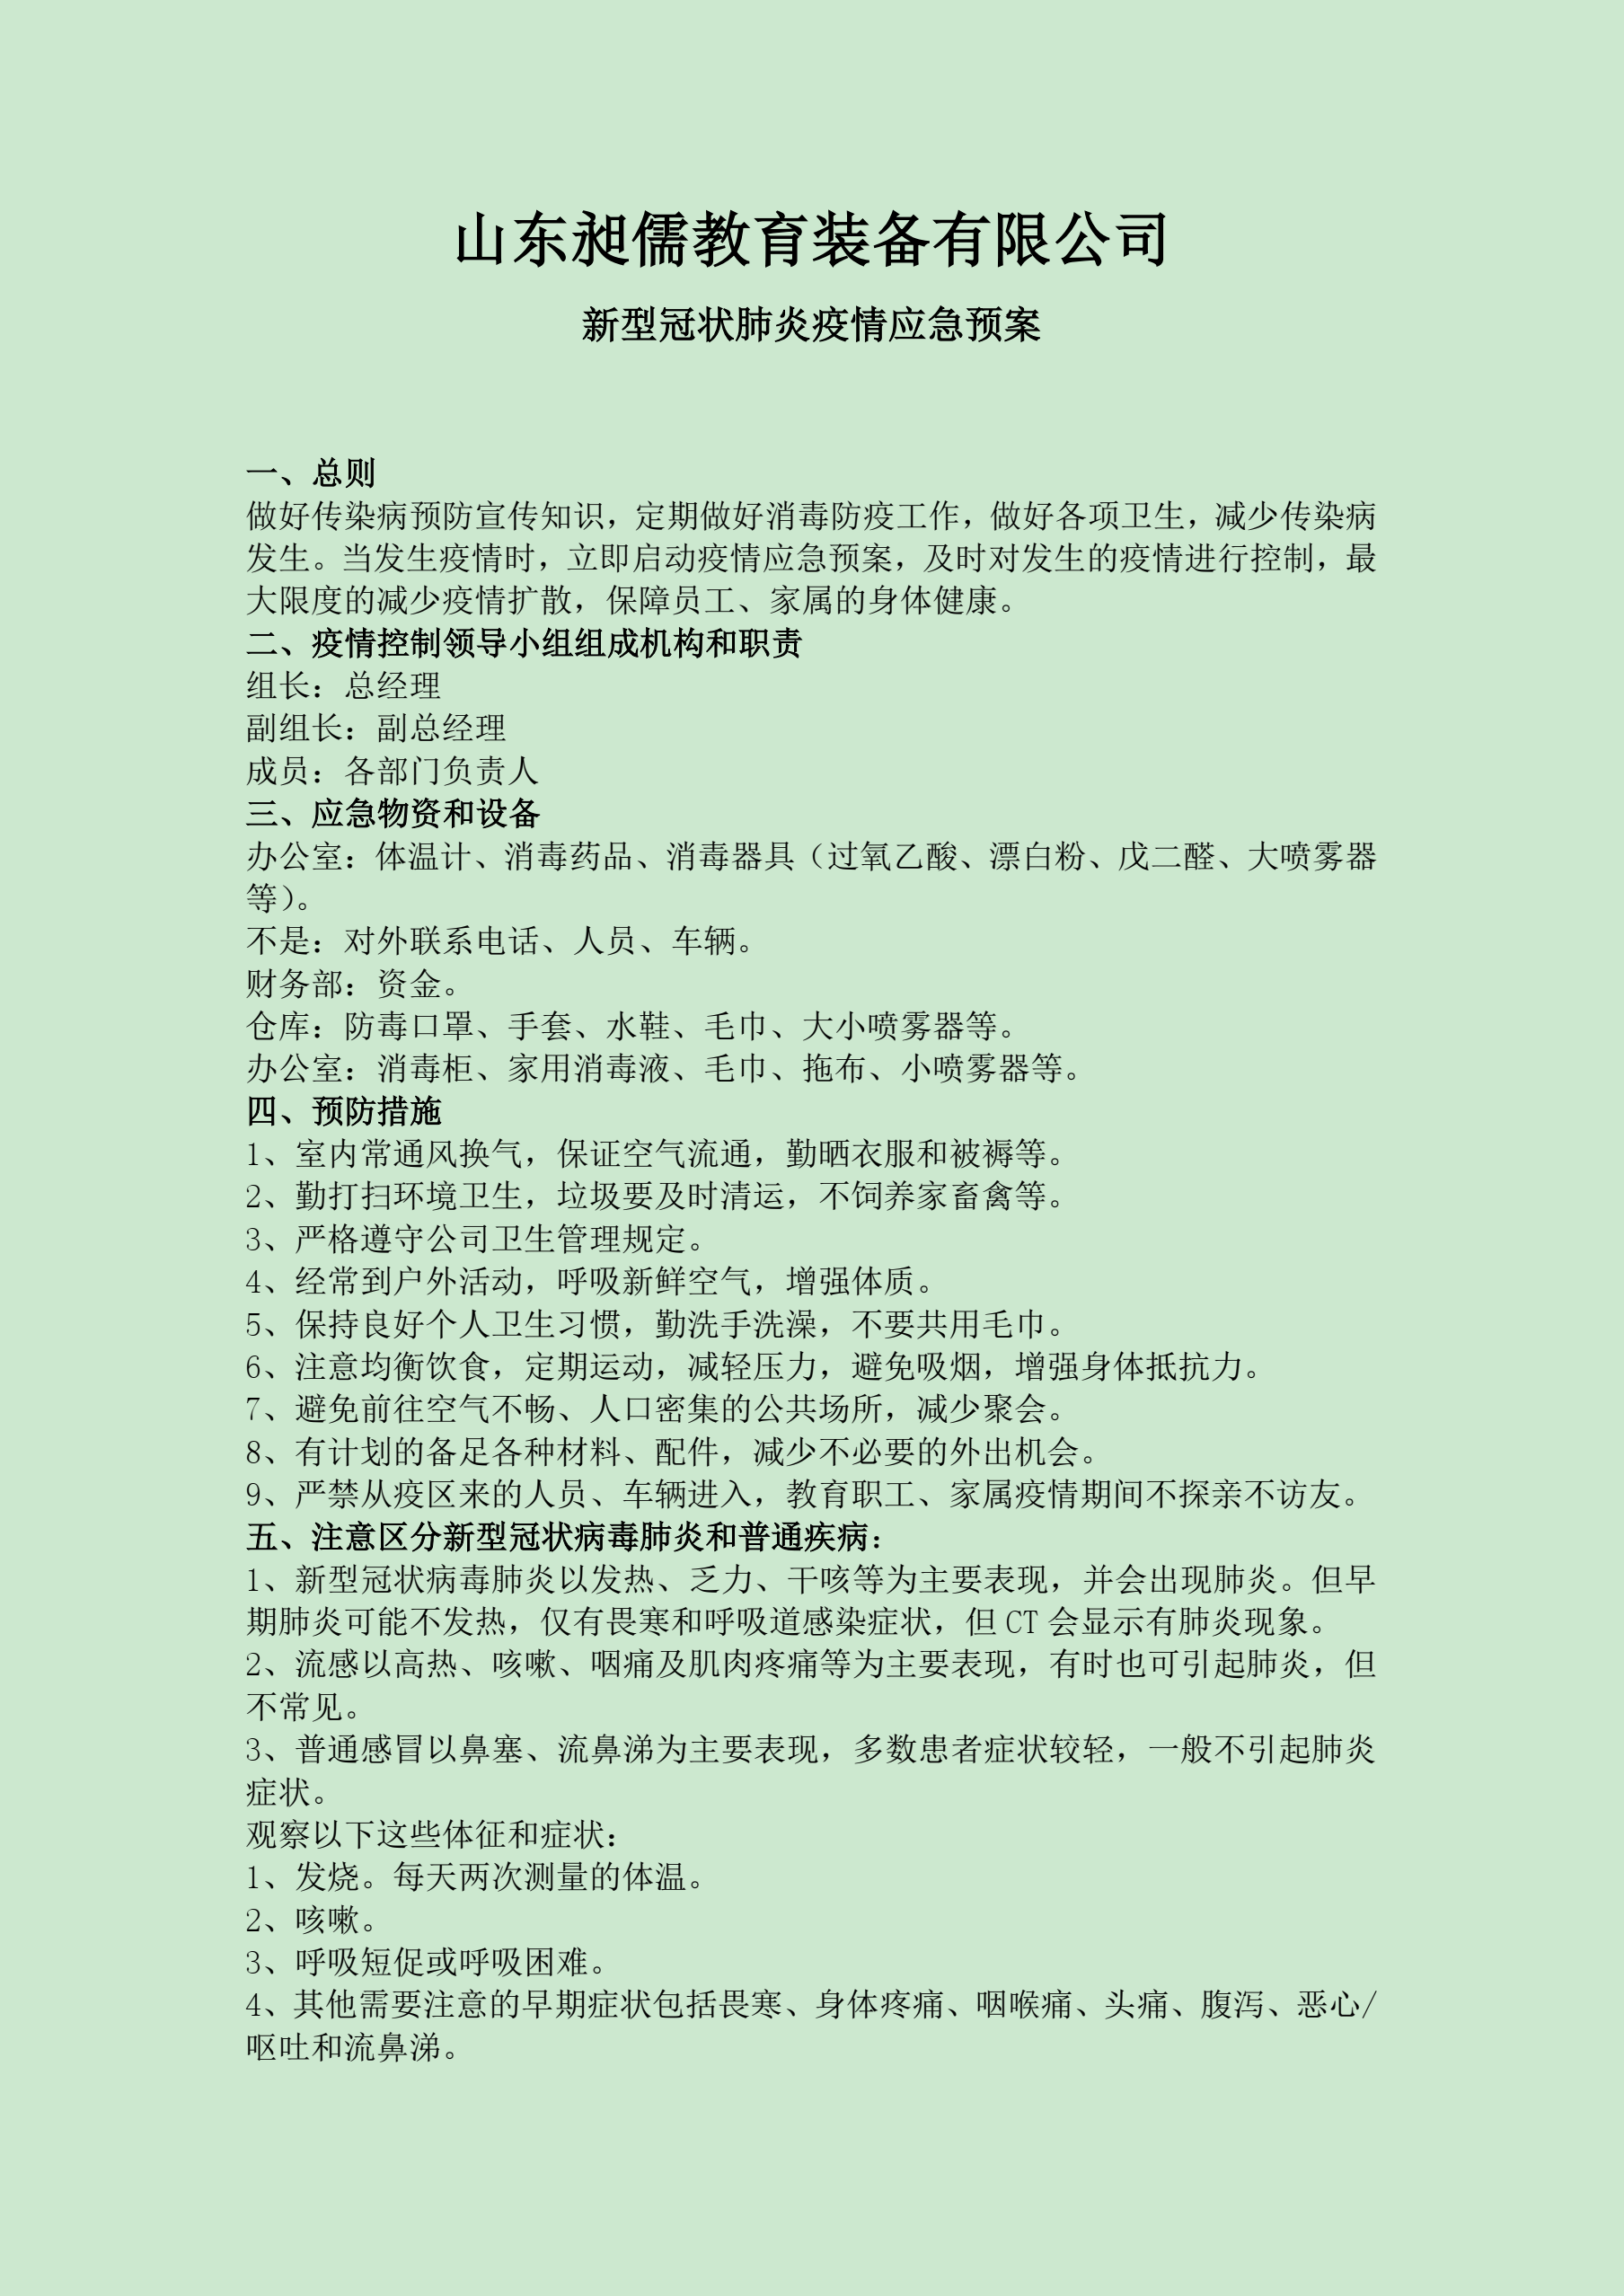 山东昶儒教育装备有限公司
新型冠状肺炎疫情应急预案
一、总则
做好传染病预防宣传知识，定期做好消毒防疫工作，做好各项卫生，减少传染病
发生。当发生疫情时，立即启动疫情应急预案，及时对发生的疫情进行控制，最
大限度的减少疫情扩散，保障员工、家属的身体健康。
二、疫情控制领导小组组成机构和职责
组长：总经理
副组长：副总经理
成员：各部门负责人
三、应急物资和设备
办公室：体温计、消毒药品、消毒器具（过氧乙酸、漂白粉、戊二醛、大喷雾器
等）。
不是：对外联系电话、人员、车辆。
财务部：资金。
仓库：防毒口罩、手套、水鞋、毛巾、大小喷雾器等。
办公室：消毒柜、家用消毒液、毛巾、拖布、小喷雾器等。
四、预防措施
1、室内常通风换气，保证空气流通，勤晒衣服和被褥等。
2、勤打扫环境卫生，垃圾要及时清运，不饲养家畜禽等。
3、严格遵守公司卫生管理规定。
4、经常到户外活动，呼吸新鲜空气，增强体质。
5、保持良好个人卫生习惯，勤洗手洗澡，不要共用毛巾。
6、注意均衡饮食，定期运动，减轻压力，避免吸烟，增强身体抵抗力。
7、避免前往空气不畅、人口密集的公共场所，减少聚会。
8、有计划的备足各种材料、配件，减少不必要的外出机会。
9、严禁从疫区来的人员、车辆进入，教育职工、家属疫情期间不探亲不访友。
五、注意区分新型冠状病毒肺炎和普通疾病：
1、新型冠状病毒肺炎以发热、乏力、干咳等为主要表现，并会出现肺炎。但早
期肺炎可能不发热，仅有畏寒和呼吸道感染症状，但 CT 会显示有肺炎现象。
2、流感以高热、咳嗽、咽痛及肌肉疼痛等为主要表现，有时也可引起肺炎，但
不常见。
3、普通感冒以鼻塞、流鼻涕为主要表现，多数患者症状较轻，一般不引起肺炎
症状。
观察以下这些体征和症状：
1、发烧。每天两次测量的体温。
2、咳嗽。
3、呼吸短促或呼吸困难。
4、其他需要注意的早期症状包括畏寒、身体疼痛、咽喉痛、头痛、腹泻、恶心/
呕吐和流鼻涕。